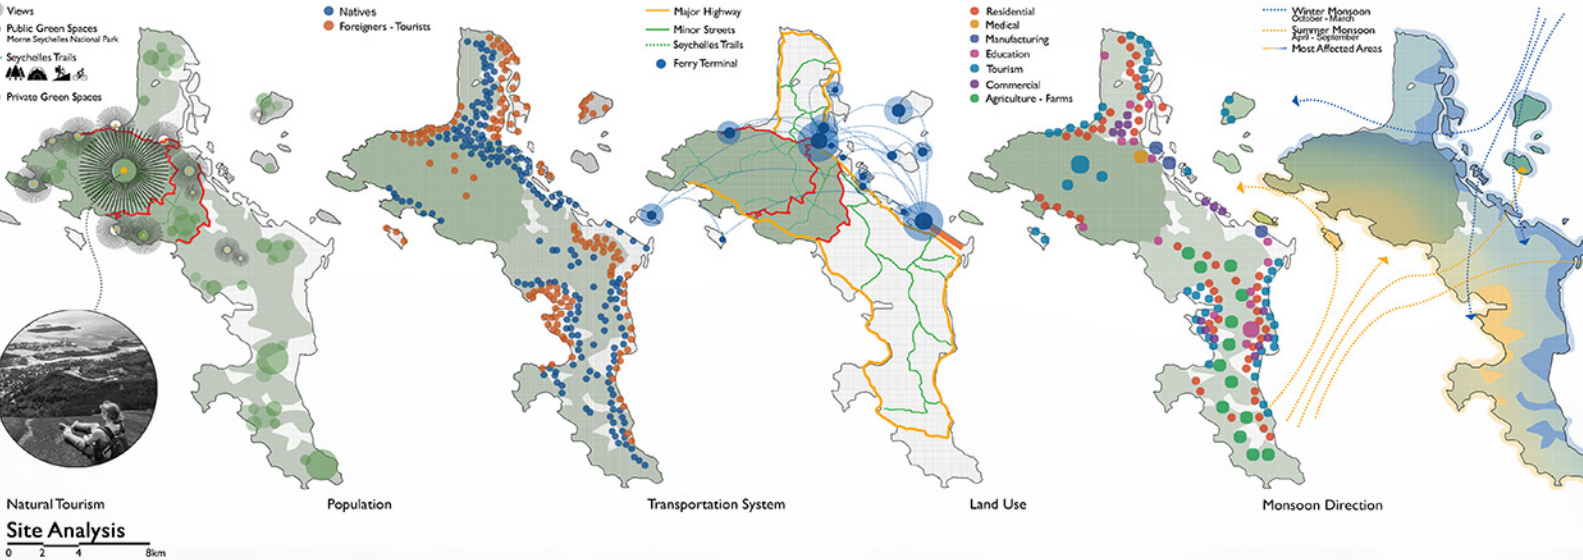 Views
Public Green Spaces
Morne Seychelles National Park
Seychelles Trails
Private Green Spaces
Natives
Foreigners - Tourists
Major Highway
Minor Streets
Seychelles Trails
Ferry Terminal
Residential
Medical
Manufacturing
Education
Tourism
Commercial
Agriculture - Farms
Winter Monsoon
October - March
Summer Monsoon
April - September
Most Affected Areas
Natural Tourism
Population
Transportation System
Land Use
Monsoon Direction
Site Analysis
0 2 4 8km